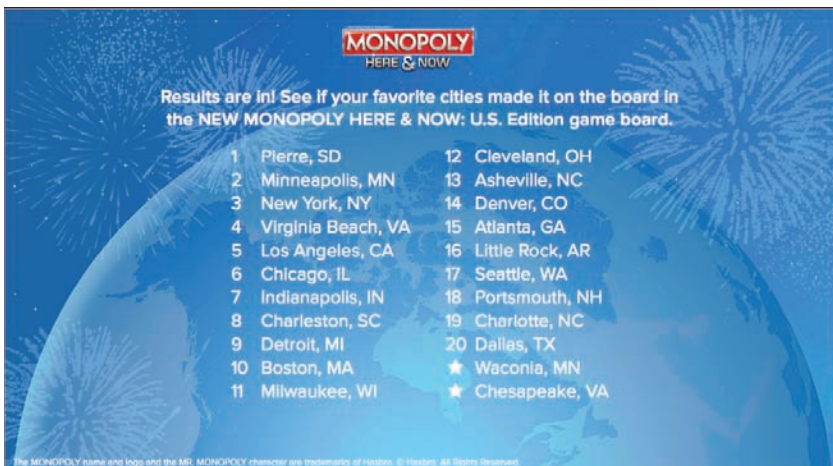 MONOPOLY
HERE & NOW
Results are in! See if your favorite cities made it on the board in
the NEW MONOPOLY HERE & NOW: U.S. Edition game board.
1 Pierre, SD
2 Minneapolis, MN
3 New York, NY
4 Virginia Beach, VA
5 Los Angeles, CA
6 Chicago, IL
7 Indianapolis, IN
8 Charleston, SC
9 Detroit, MI
10 Boston, MA
11 Milwaukee, WI
12 Cleveland, OH
13 Asheville, NC
14 Denver, CO
15 Atlanta, GA
16 Little Rock, AR
17 Seattle, WA
18 Portsmouth, NH
19 Charlotte, NC
20 Dallas, TX
★ Waconia, MN
★ Chesapeake, VA
The MONOPOLY name and logo and the MR. MONOPOLY character are trademarks of Hasbro. © Hasbro. All Rights Reserved.